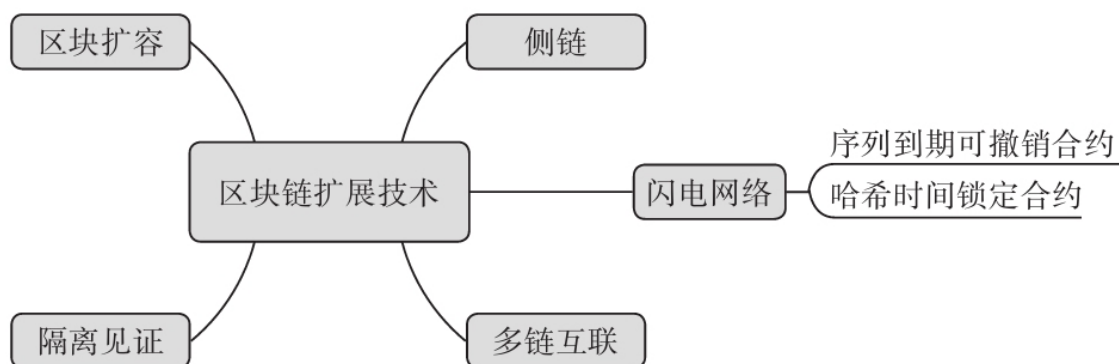 区块扩容
侧链
序列到期可撤销合约
区块链扩展技术
闪电网络
哈希时间锁定合约
隔离见证
多链互联